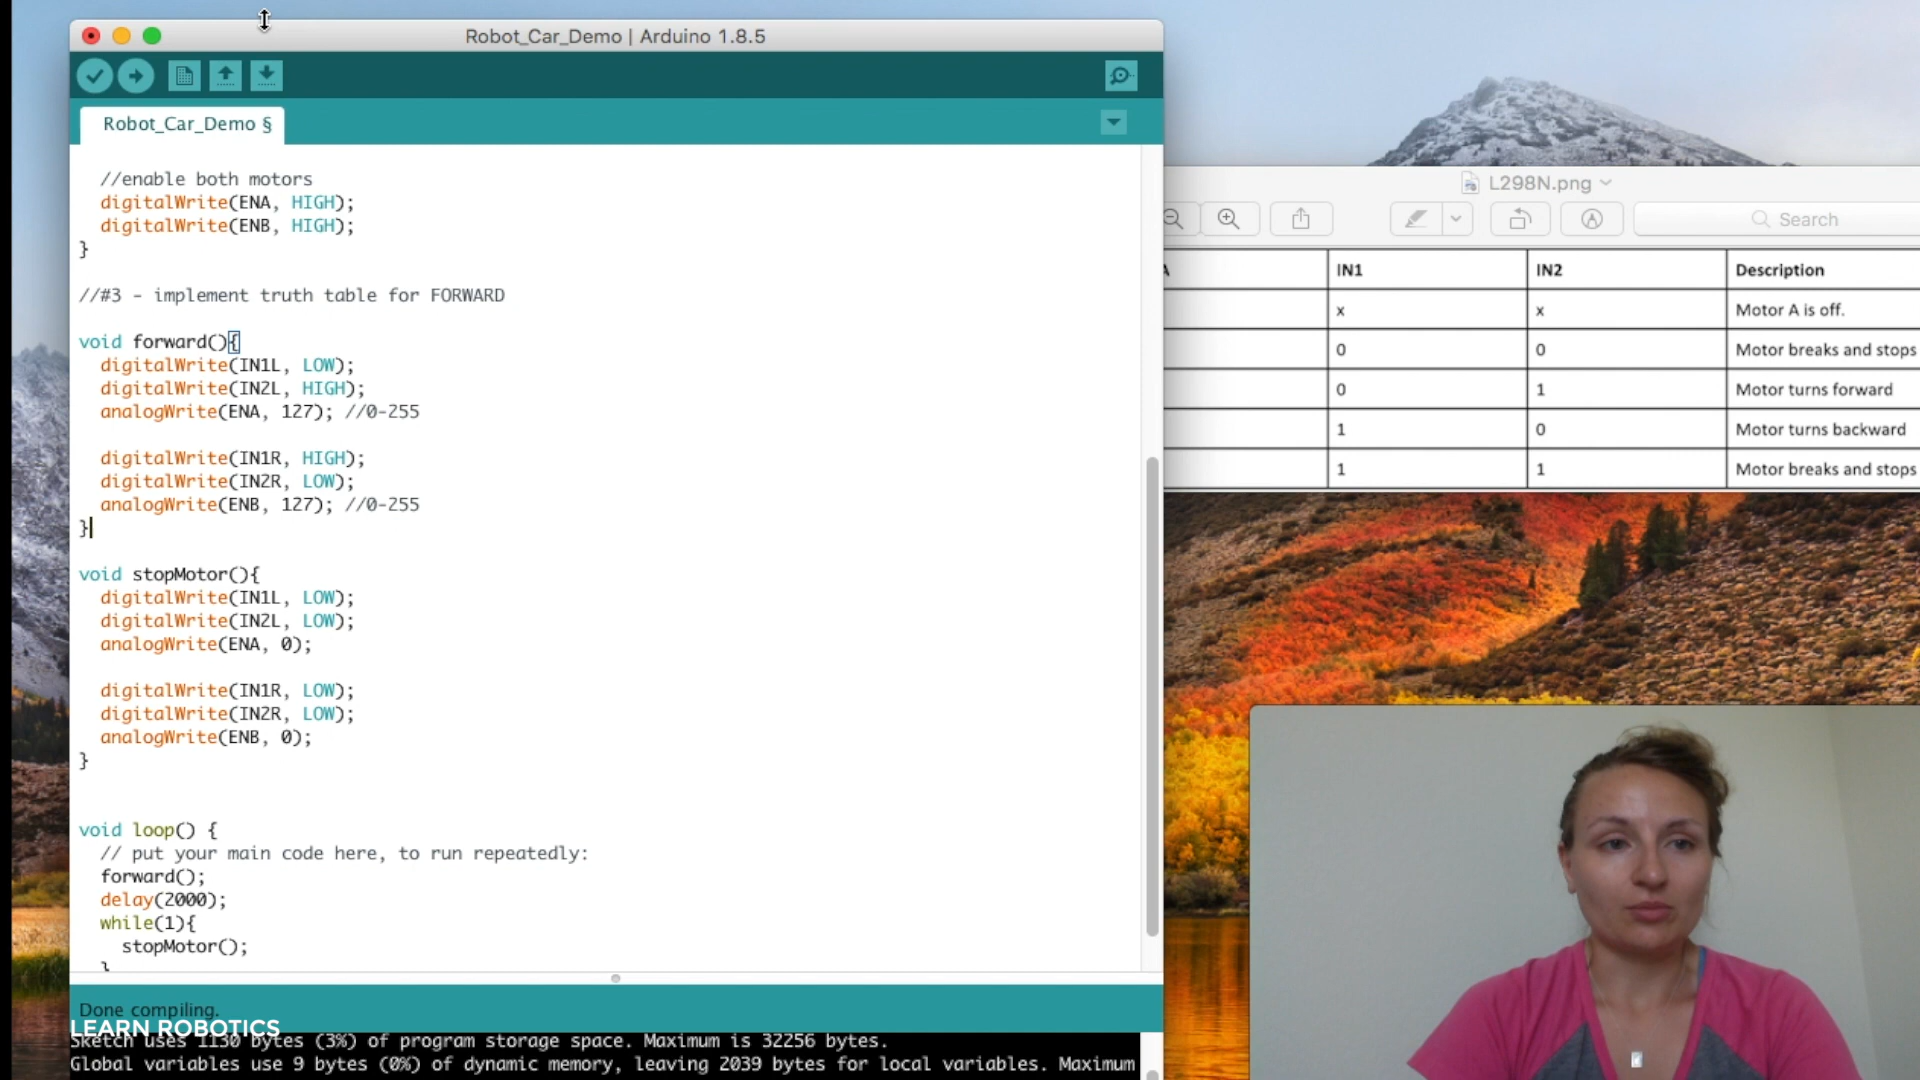 Robot_Car_Demo | Arduino 1.8.5
Robot_Car_Demo §
//enable both motors
digitalWrite(ENA, HIGH);
digitalWrite(ENB, HIGH);
}
//#3 - implement truth table for FORWARD
void forward(){
digitalWrite(IN1L, LOW);
digitalWrite(IN2L, HIGH);
analogWrite(ENA, 127); //0-255
digitalWrite(IN1R, HIGH);
digitalWrite(IN2R, LOW);
analogWrite(ENB, 127); //0-255
}
void stopMotor(){
digitalWrite(IN1L, LOW);
digitalWrite(IN2L, LOW);
analogWrite(ENA, 0);
digitalWrite(IN1R, LOW);
digitalWrite(IN2R, LOW);
analogWrite(ENB, 0);
}
void loop() {
// put your main code here, to run repeatedly:
forward();
delay(2000);
while(1){
stopMotor();
}
Done compiling.
LEARN ROBOTICS
Sketch uses 1130 bytes (3%) of program storage space. Maximum is 32256 bytes.
Global variables use 9 bytes (0%) of dynamic memory, leaving 2039 bytes for local variables. Maximum
L298N.png
Search
A IN1 IN2 Description
x x Motor A is off.
0 0 Motor breaks and stops
0 1 Motor turns forward
1 0 Motor turns backward
1 1 Motor breaks and stops